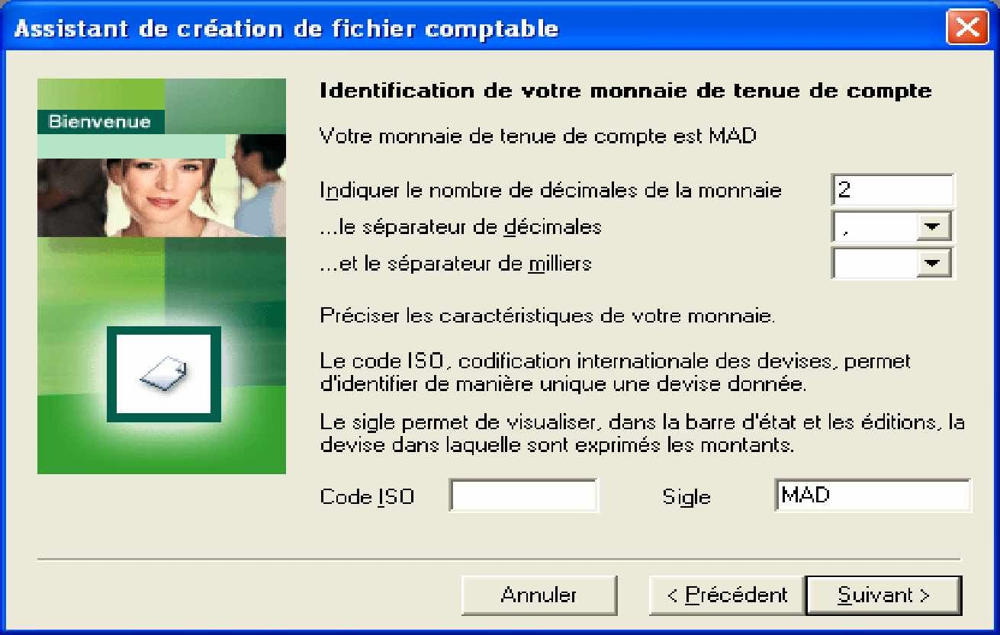 Assistant de création de fichier comptable
Bienvenue
Identification de votre monnaie de tenue de compte
Votre monnaie de tenue de compte est MAD
Indiquer le nombre de décimales de la monnaie 2
...le séparateur de décimales ,
...et le séparateur de milliers
Préciser les caractéristiques de votre monnaie.
Le code ISO, codification internationale des devises, permet
d'identifier de manière unique une devise donnée.
Le sigle permet de visualiser, dans la barre d'état et les éditions, la
devise dans laquelle sont exprimés les montants.
Code ISO Sigle MAD
Annuler < Précédent Suivant >